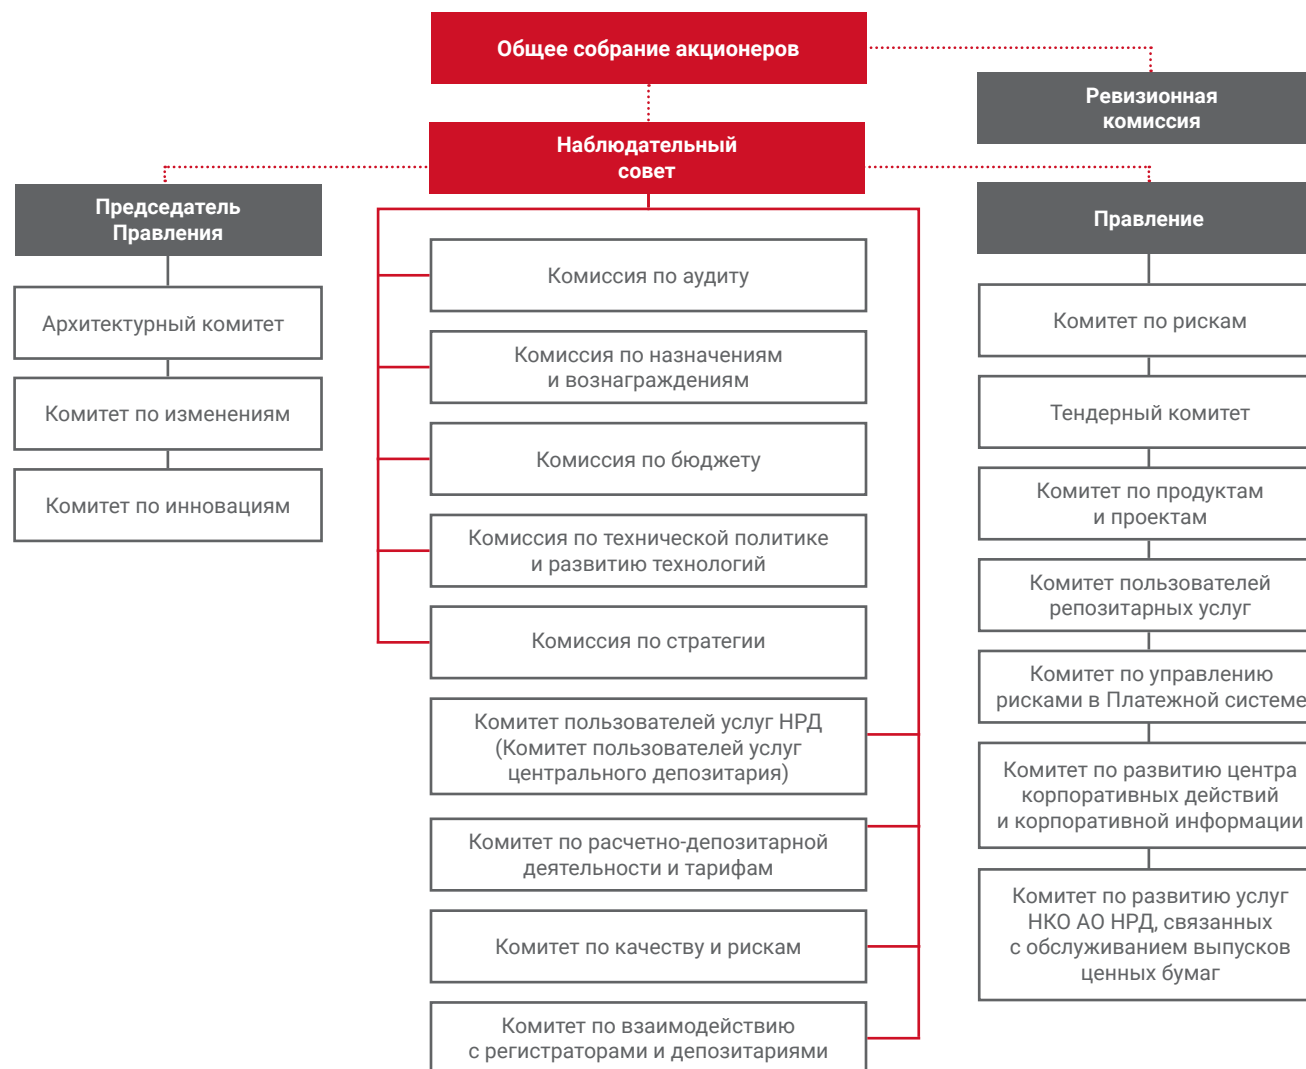 Общее собрание акционеров
Ревизионная
комиссия
Наблюдательный
совет
Председатель
Правления
Архитектурный комитет
Комитет по изменениям
Комитет по инновациям
Комиссия по аудиту
Комиссия по назначениям
и вознаграждениям
Комиссия по бюджету
Комиссия по технической политике
и развитию технологий
Комиссия по стратегии
Комитет пользователей услуг НРД
(Комитет пользователей услуг
центрального депозитария)
Комитет по расчетно-депозитарной
деятельности и тарифам
Комитет по качеству и рискам
Комитет по взаимодействию
с регистраторами и депозитариями
Правление
Комитет по рискам
Тендерный комитет
Комитет по продуктам
и проектам
Комитет пользователей
репозитарных услуг
Комитет по управлению
рисками в Платежной системе
Комитет по развитию центра
корпоративных действий
и корпоративной информации
Комитет по развитию услуг
НКО АО НРД, связанных
с обслуживанием выпусков
ценных бумаг